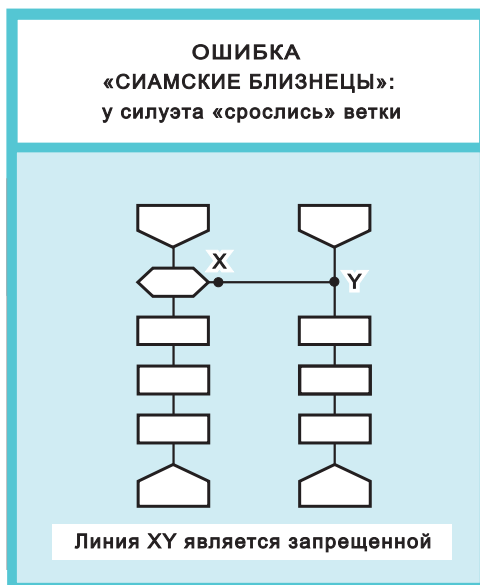 ОШИБКА
«СИАМСКИЕ БЛИЗНЕЦЫ»:
у силуэта «срослись» ветки
X
Y
Линия XY является запрещенной